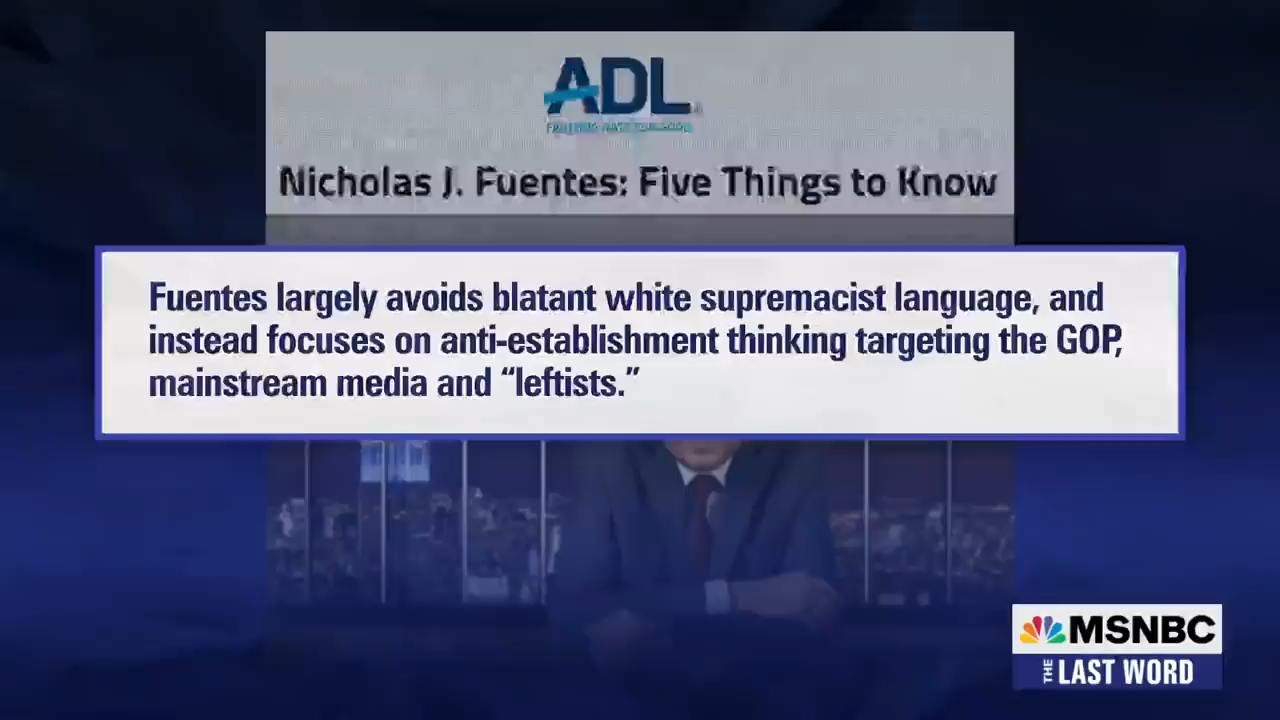 ADL
Nicholas J. Fuentes: Five Things to Know
Fuentes largely avoids blatant white supremacist language, and
instead focuses on anti-establishment thinking targeting the GOP,
mainstream media and “leftists.”
MSNBC
THE LAST WORD